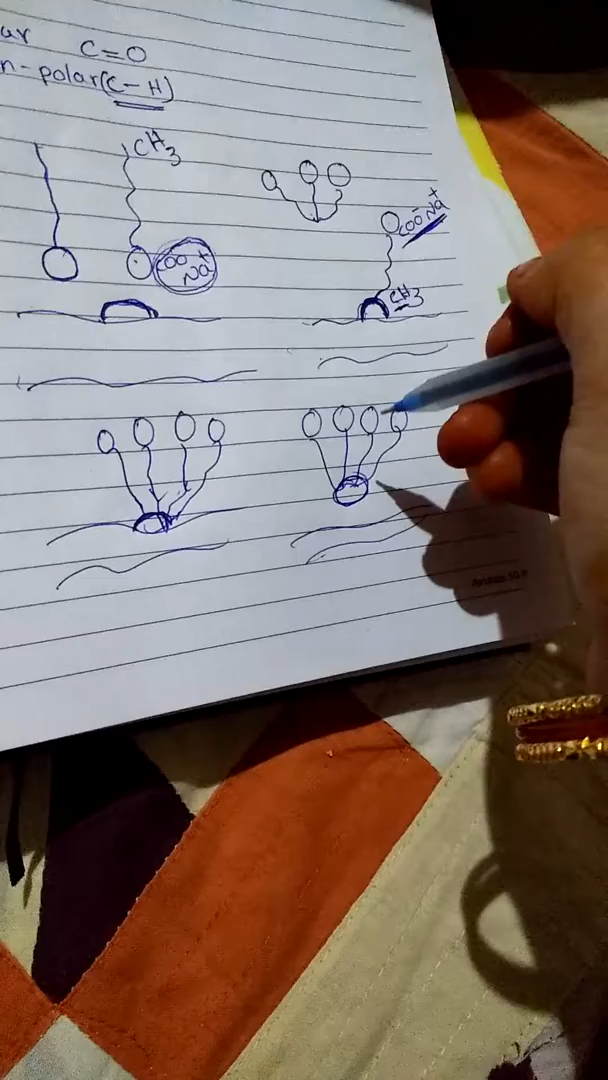 C=O
n-polar (C-H)
CH3
COO⁻Na⁺
COO⁻Na⁺
CH3